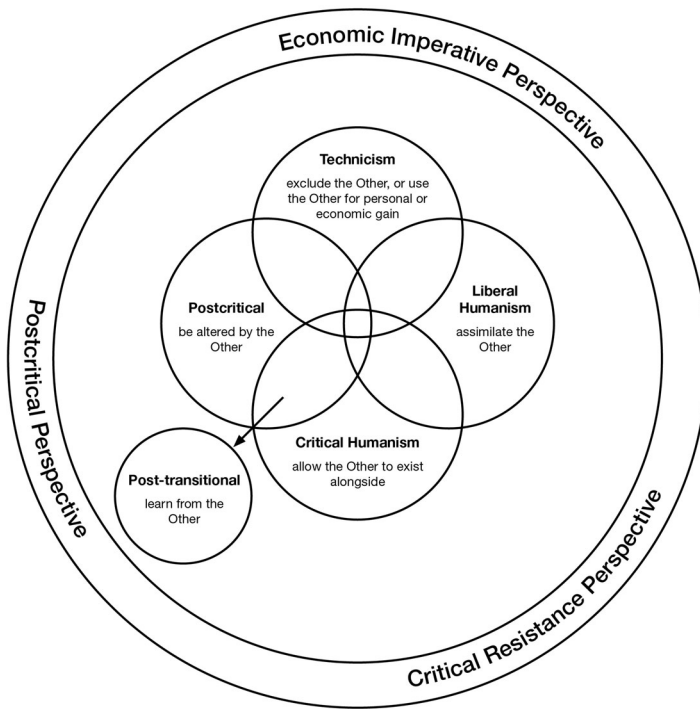 Economic Imperative Perspective
Technicism
exclude the Other, or use
the Other for personal or
economic gain
Postcritical
be altered by the
Other
Liberal
Humanism
assimilate the
Other
Critical Humanism
allow the Other to exist
alongside
Post-transitional
learn from the
Other
Postcritical Perspective
Critical Resistance Perspective